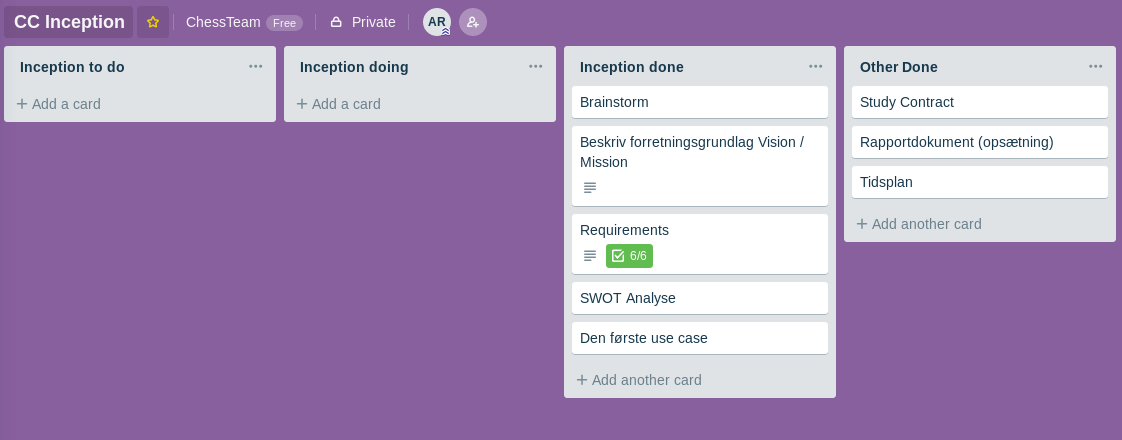 CC Inception
ChessTeam Free
Private
AR
Inception to do
Add a card
Inception doing
Add a card
Inception done
Brainstorm
Beskriv forretningsgrundlag Vision /
Mission
Requirements
6/6
SWOT Analyse
Den første use case
Add another card
Other Done
Study Contract
Rapportdokument (opsætning)
Tidsplan
Add another card